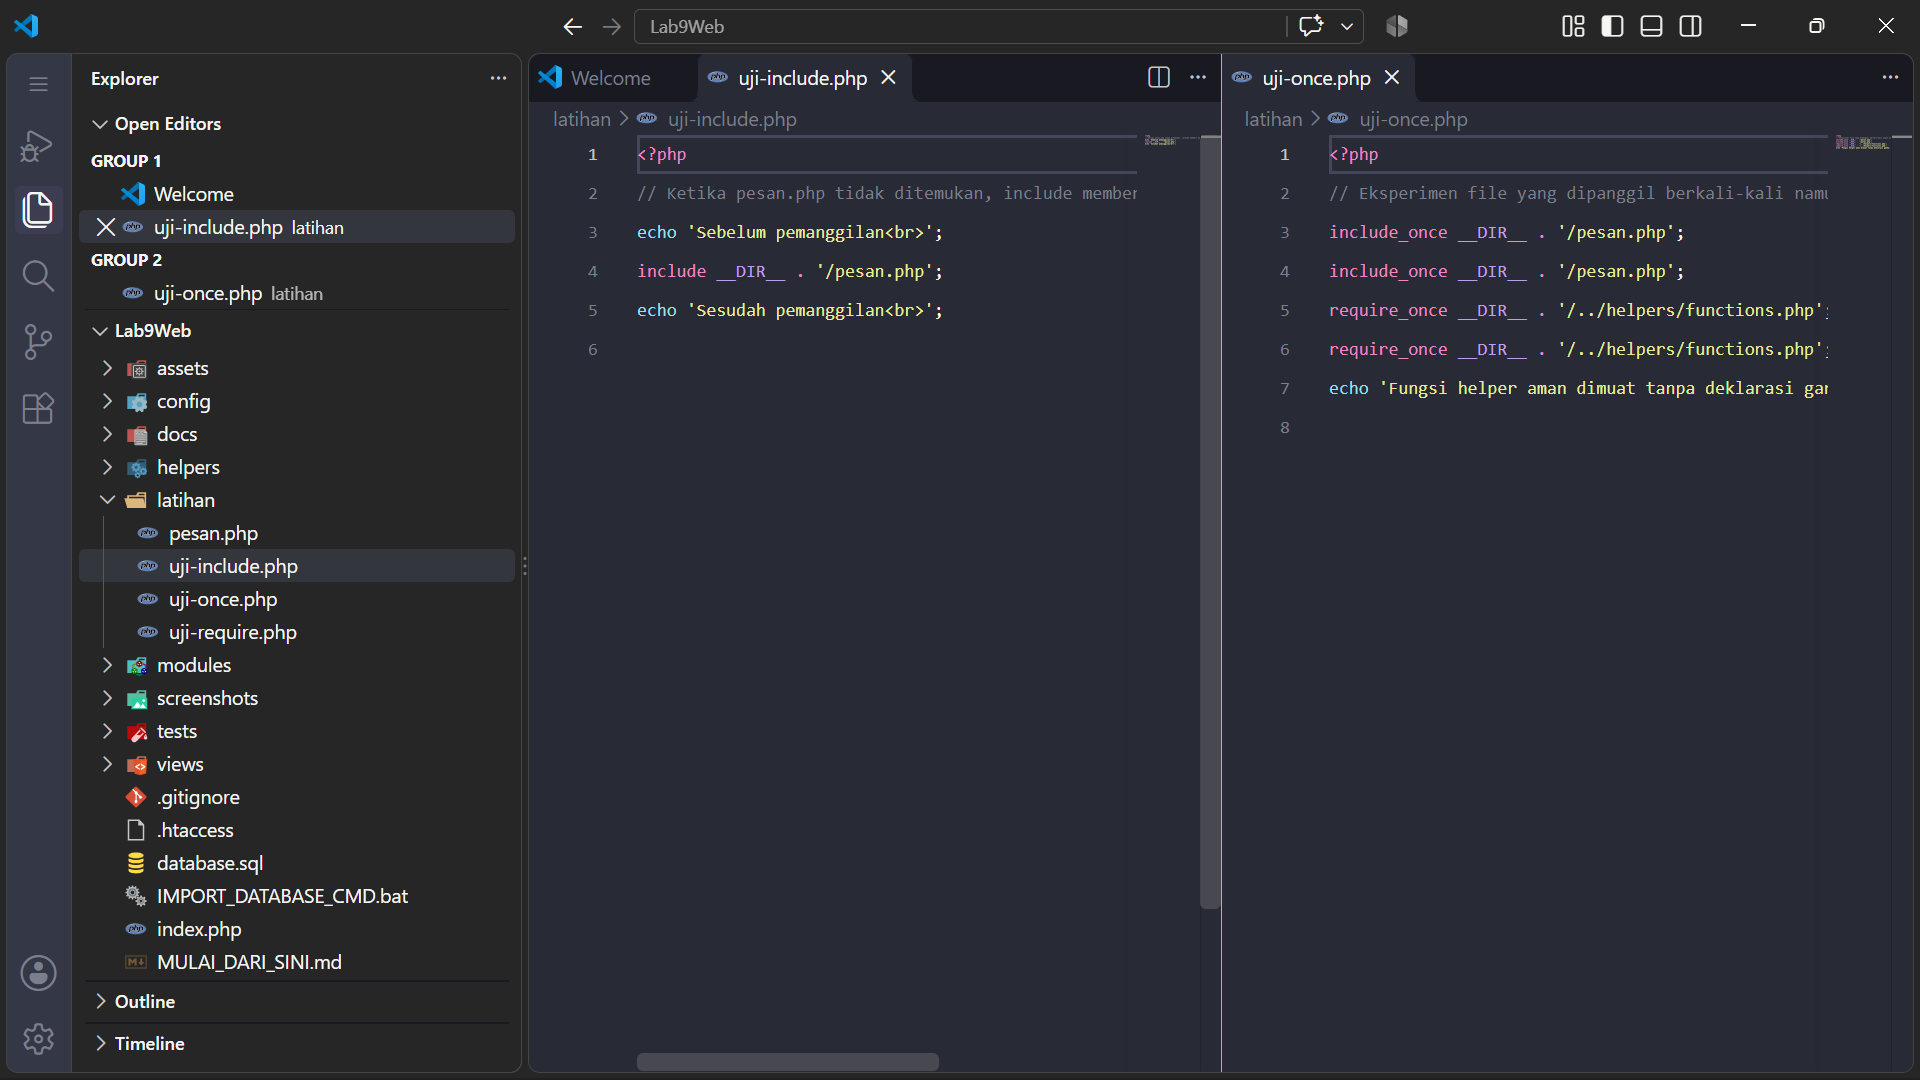 Lab9Web
Explorer
Open Editors
GROUP 1
Welcome
uji-include.php latihan
GROUP 2
uji-once.php latihan
Lab9Web
assets
config
docs
helpers
latihan
pesan.php
uji-include.php
uji-once.php
uji-require.php
modules
screenshots
tests
views
.gitignore
.htaccess
database.sql
IMPORT_DATABASE_CMD.bat
index.php
MULAI_DARI_SINI.md
Outline
Timeline
Welcome
uji-include.php
latihan > uji-include.php
1 <?php
2 // Ketika pesan.php tidak ditemukan, include member
3 echo 'Sebelum pemanggilan<br>';
4 include __DIR__ . '/pesan.php';
5 echo 'Sesudah pemanggilan<br>';
6
uji-once.php
latihan > uji-once.php
1 <?php
2 // Eksperimen file yang dipanggil berkali-kali namu
3 include_once __DIR__ . '/pesan.php';
4 include_once __DIR__ . '/pesan.php';
5 require_once __DIR__ . '/../helpers/functions.php';
6 require_once __DIR__ . '/../helpers/functions.php';
7 echo 'Fungsi helper aman dimuat tanpa deklarasi gan
8